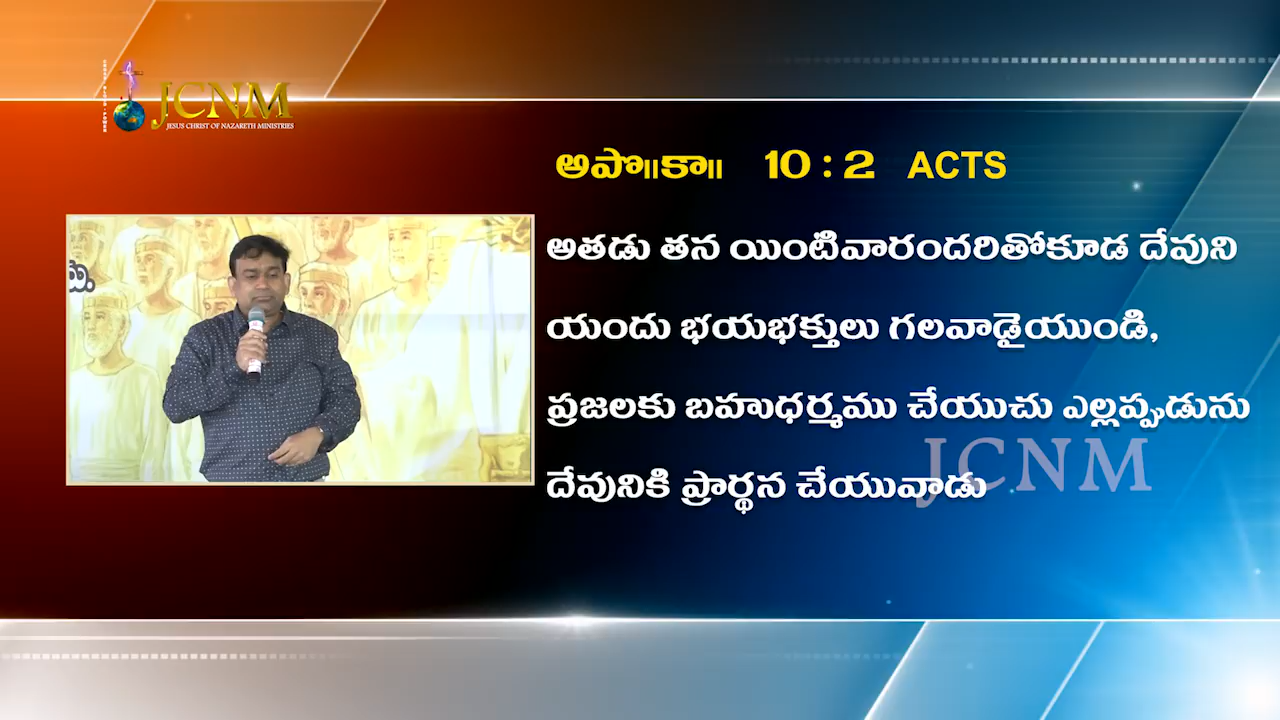 JCNM
JESUS CHRIST OF NAZARETH MINISTRIES
అపొ॥కా॥ 10 : 2 ACTS
అతడు తన యింటివారందరితోకూడ దేవుని
యందు భయభక్తులు గలవాడైయుండి,
ప్రజలకు బహుధర్మము చేయుచు ఎల్లప్పుడును
దేవునికి ప్రార్థన చేయువాడు
JCNM